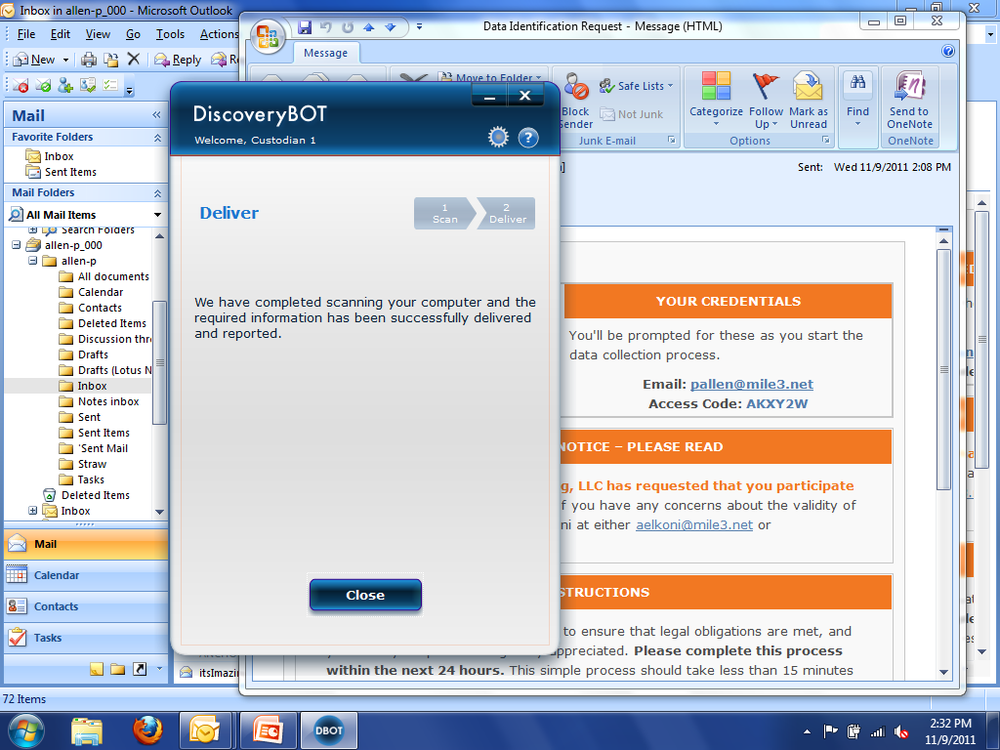 Inbox in allen-p_000 - Microsoft Outlook
File Edit View Go Tools Actions
New Reply
Mail
Favorite Folders
Inbox
Sent Items
Mail Folders
All Mail Items
Search Folders
allen-p_000
allen-p
All documents
Calendar
Contacts
Deleted Items
Discussion thr
Drafts
Drafts (Lotus N
Inbox
Notes inbox
Sent
Sent Items
`Sent Mail
Straw
Tasks
Deleted Items
Inbox
Mail
Calendar
Contacts
Tasks
72 Items
Data Identification Request - Message (HTML)
Message
Move to Folder
Block
Sender
Safe Lists
Not Junk
Junk E-mail
Categorize
Follow
Up
Mark as
Unread
Options
Find
Send to
OneNote
OneNote
Sent: Wed 11/9/2011 2:08 PM
DiscoveryBOT
Welcome, Custodian 1
Deliver
1
Scan
2
Deliver
We have completed scanning your computer and the
required information has been successfully delivered
and reported.
Close
YOUR CREDENTIALS
You'll be prompted for these as you start the
data collection process.
Email: pallen@mile3.net
Access Code: AKXY2W
NOTICE – PLEASE READ
g, LLC has requested that you participate
f you have any concerns about the validity of
ni at either aelkoni@mile3.net or
STRUCTIONS
to ensure that legal obligations are met, and
appreciated. Please complete this process
within the next 24 hours. This simple process should take less than 15 minutes
itsImazin
DBOT
2:32 PM
11/9/2011